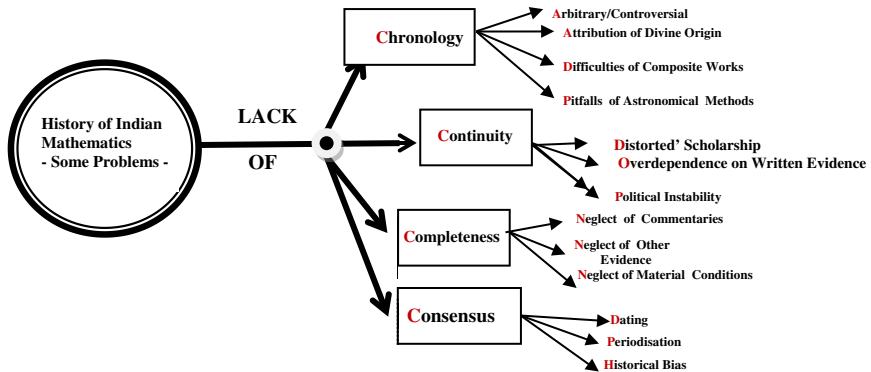 History of Indian
Mathematics
- Some Problems -
LACK
OF
Chronology
Arbitrary/Controversial
Attribution of Divine Origin
Difficulties of Composite Works
Pitfalls of Astronomical Methods
Continuity
Distorted’ Scholarship
Overdependence on Written Evidence
Political Instability
Completeness
Neglect of Commentaries
Neglect of Other
Evidence
Neglect of Material Conditions
Consensus
Dating
Periodisation
Historical Bias